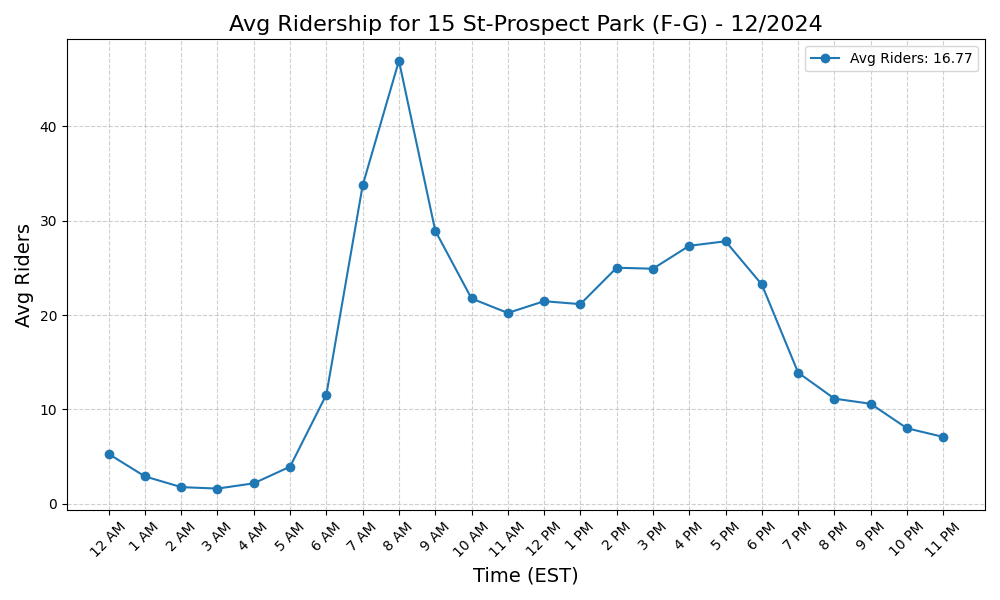 Avg Ridership for 15 St-Prospect Park (F-G) - 12/2024
Avg Riders: 16.77
Avg Riders
40
30
20
10
0
12 AM
1 AM
2 AM
3 AM
4 AM
5 AM
6 AM
7 AM
8 AM
9 AM
10 AM
11 AM
12 PM
1 PM
2 PM
3 PM
4 PM
5 PM
6 PM
7 PM
8 PM
9 PM
10 PM
11 PM
Time (EST)